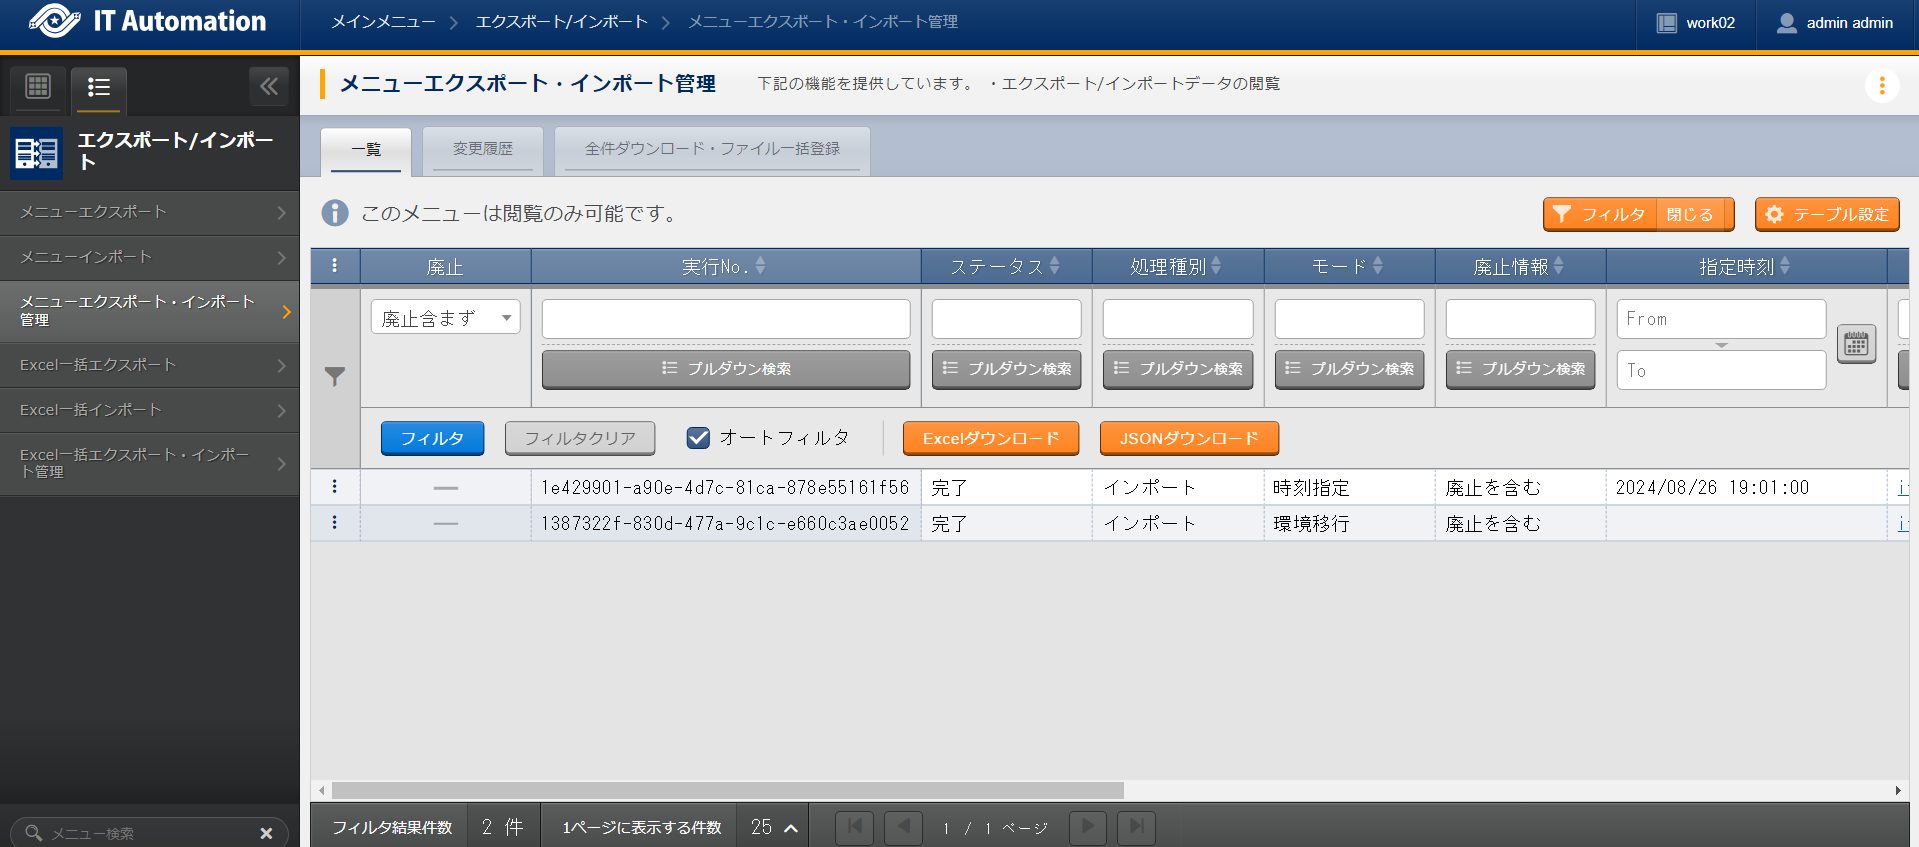 IT Automation
メインメニュー
エクスポート/インポート
メニューエクスポート・インポート管理
work02
admin admin
エクスポート/インポー
ト
メニューエクスポート
メニューインポート
メニューエクスポート・インポート
管理
Excel一括エクスポート
Excel一括インポート
Excel一括エクスポート・インポー
ト管理
メニュー検索
メニューエクスポート・インポート管理
下記の機能を提供しています。 ・エクスポート/インポートデータの閲覧
一覧
変更履歴
全件ダウンロード・ファイル一括登録
このメニューは閲覧のみ可能です。
フィルタ 閉じる
テーブル設定
廃止 実行No. ステータス 処理種別 モード 廃止情報 指定時刻
廃止含まず
From
To
プルダウン検索 プルダウン検索 プルダウン検索 プルダウン検索 プルダウン検索
フィルタ フィルタクリア オートフィルタ Excelダウンロード JSONダウンロード
— 1e429901-a90e-4d7c-81ca-878e55161f56 完了 インポート 時刻指定 廃止を含む 2024/08/26 19:01:00
— 1387322f-830d-477a-9c1c-e660c3ae0052 完了 インポート 環境移行 廃止を含む
フィルタ結果件数 2 件 1ページに表示する件数 25 1 / 1 ページ